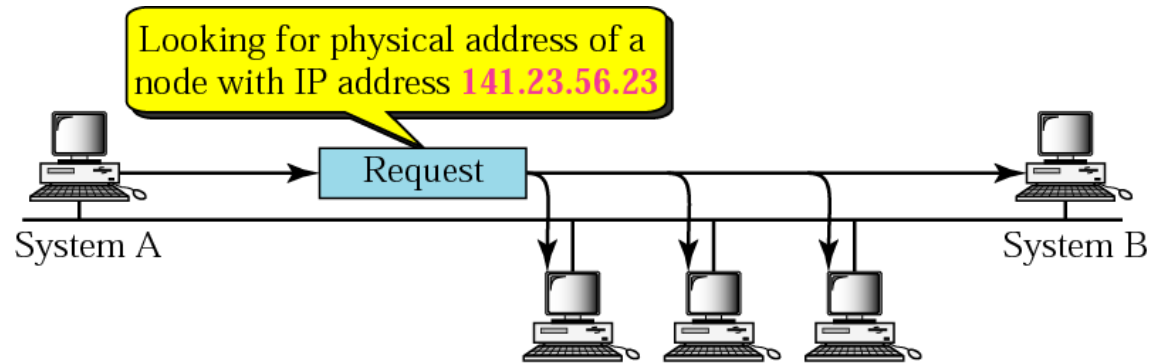 Looking for physical address of a
node with IP address 141.23.56.23
Request
System A
System B